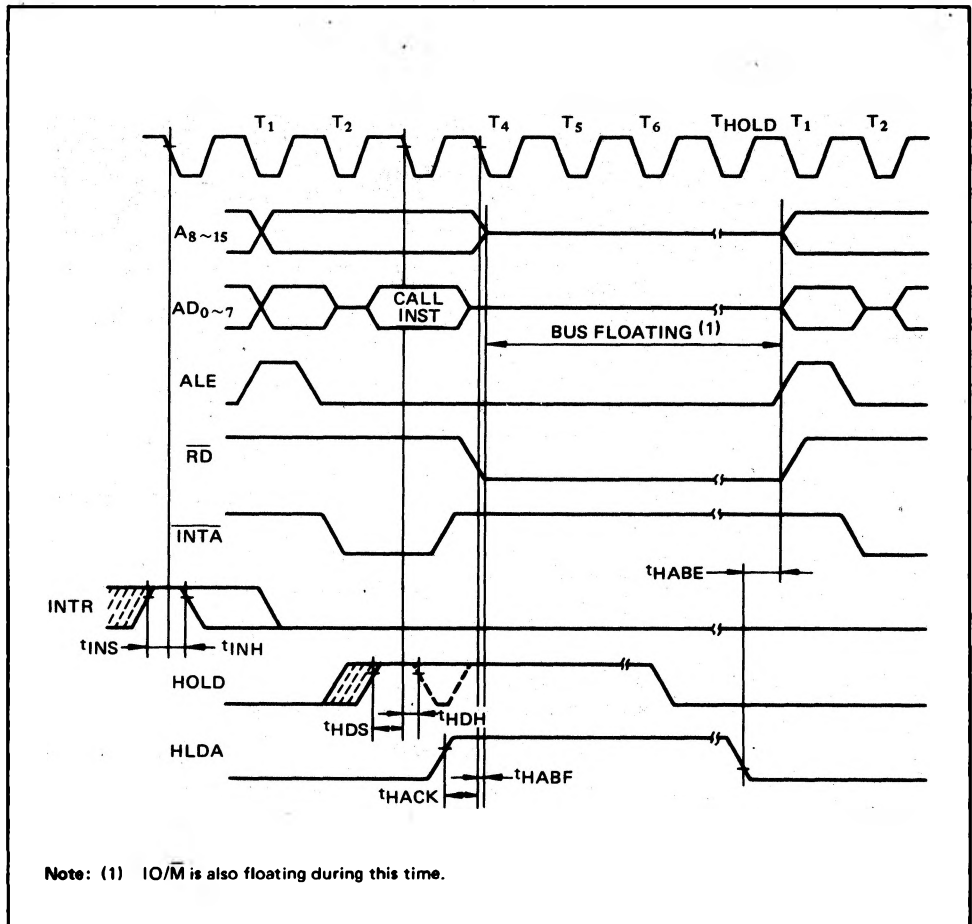 T1 T2 T4 T5 T6 THOLD T1 T2
A8~15
AD0~7
CALL
INST
BUS FLOATING (1)
ALE
RD
INTA
tHABE
INTR
tINS
tINH
HOLD
tHDS
tHDH
HLDA
tHACK
tHABF
Note: (1) IO/M̅ is also floating during this time.